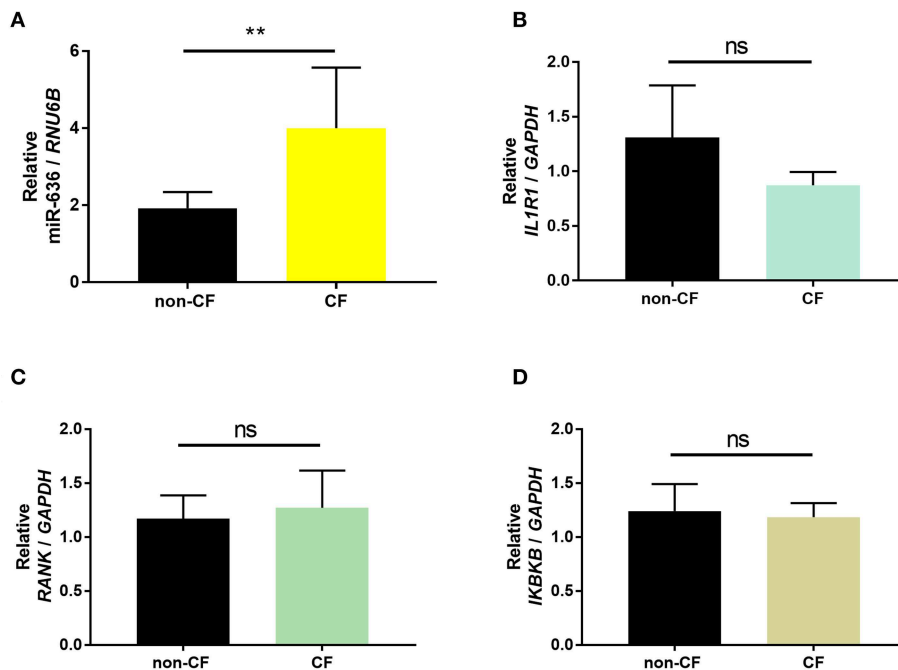 A
**
6
4
2
0
Relative
miR-636 / RNU6B
non-CF
CF
B
ns
2.0
1.5
1.0
0.5
0.0
Relative
IL1R1 / GAPDH
non-CF
CF
C
ns
2.0
1.5
1.0
0.5
0.0
Relative
RANK / GAPDH
non-CF
CF
D
ns
2.0
1.5
1.0
0.5
0.0
Relative
IKBKB / GAPDH
non-CF
CF